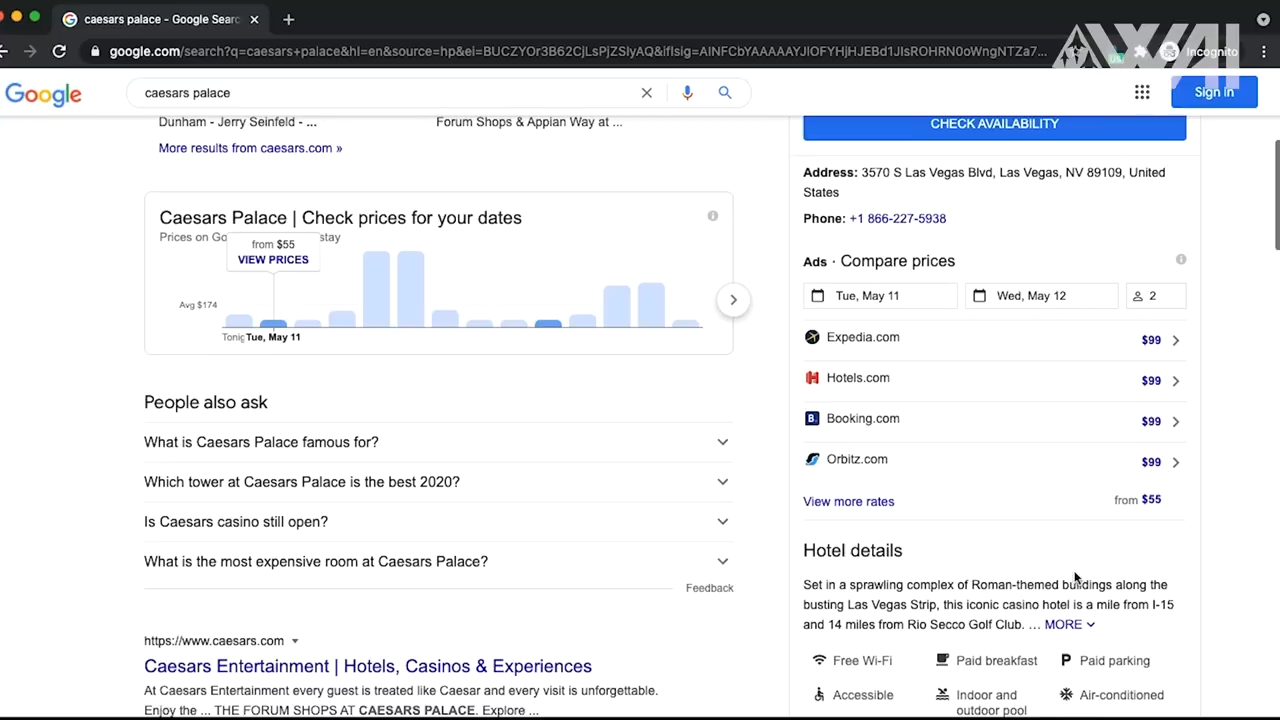 caesars palace - Google Searc
google.com/search?q=caesars+palace&hl=en&source=hp&ei=BUCZYOr3B62CjLsPjZSIyAQ&iflsig=AINFCbYAAAAAYJlOFYHjHJEBd1JlsROHRN0oWngNTZa7...
Incognito
AWAI
Google
caesars palace
Sign in
Dunham - Jerry Seinfeld - ...
Forum Shops & Appian Way at ...
More results from caesars.com »
Caesars Palace | Check prices for your dates
Prices on Go
stay
from $55
VIEW PRICES
Avg $174
Tonig
Tue, May 11
People also ask
What is Caesars Palace famous for?
Which tower at Caesars Palace is the best 2020?
Is Caesars casino still open?
What is the most expensive room at Caesars Palace?
Feedback
https://www.caesars.com
Caesars Entertainment | Hotels, Casinos & Experiences
At Caesars Entertainment every guest is treated like Caesar and every visit is unforgettable.
Enjoy the ... THE FORUM SHOPS AT CAESARS PALACE. Explore ...
CHECK AVAILABILITY
Address: 3570 S Las Vegas Blvd, Las Vegas, NV 89109, United
States
Phone: +1 866-227-5938
Ads · Compare prices
Tue, May 11
Wed, May 12
2
Expedia.com $99
Hotels.com $99
Booking.com $99
Orbitz.com $99
View more rates from $55
Hotel details
Set in a sprawling complex of Roman-themed buildings along the
busting Las Vegas Strip, this iconic casino hotel is a mile from I-15
and 14 miles from Rio Secco Golf Club. … MORE
Free Wi-Fi
Paid breakfast
Paid parking
Accessible
Indoor and
outdoor pool
Air-conditioned